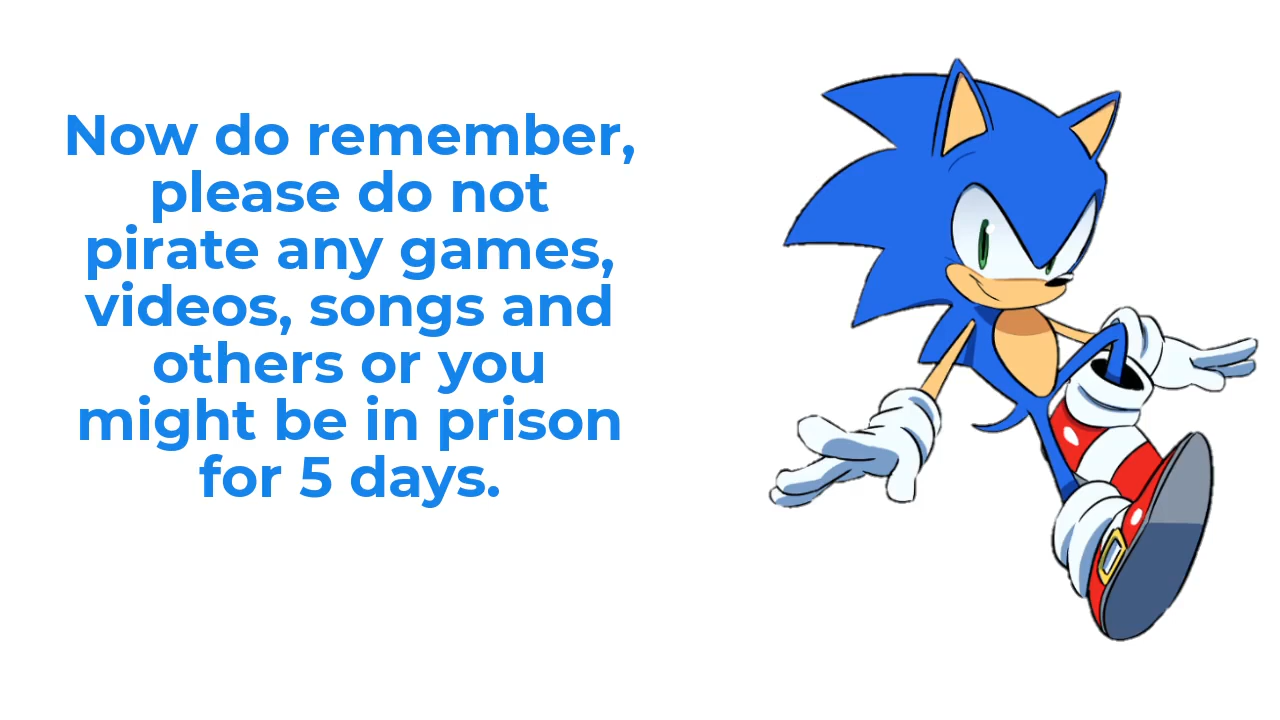 Now do remember,
please do not
pirate any games,
videos, songs and
others or you
might be in prison
for 5 days.